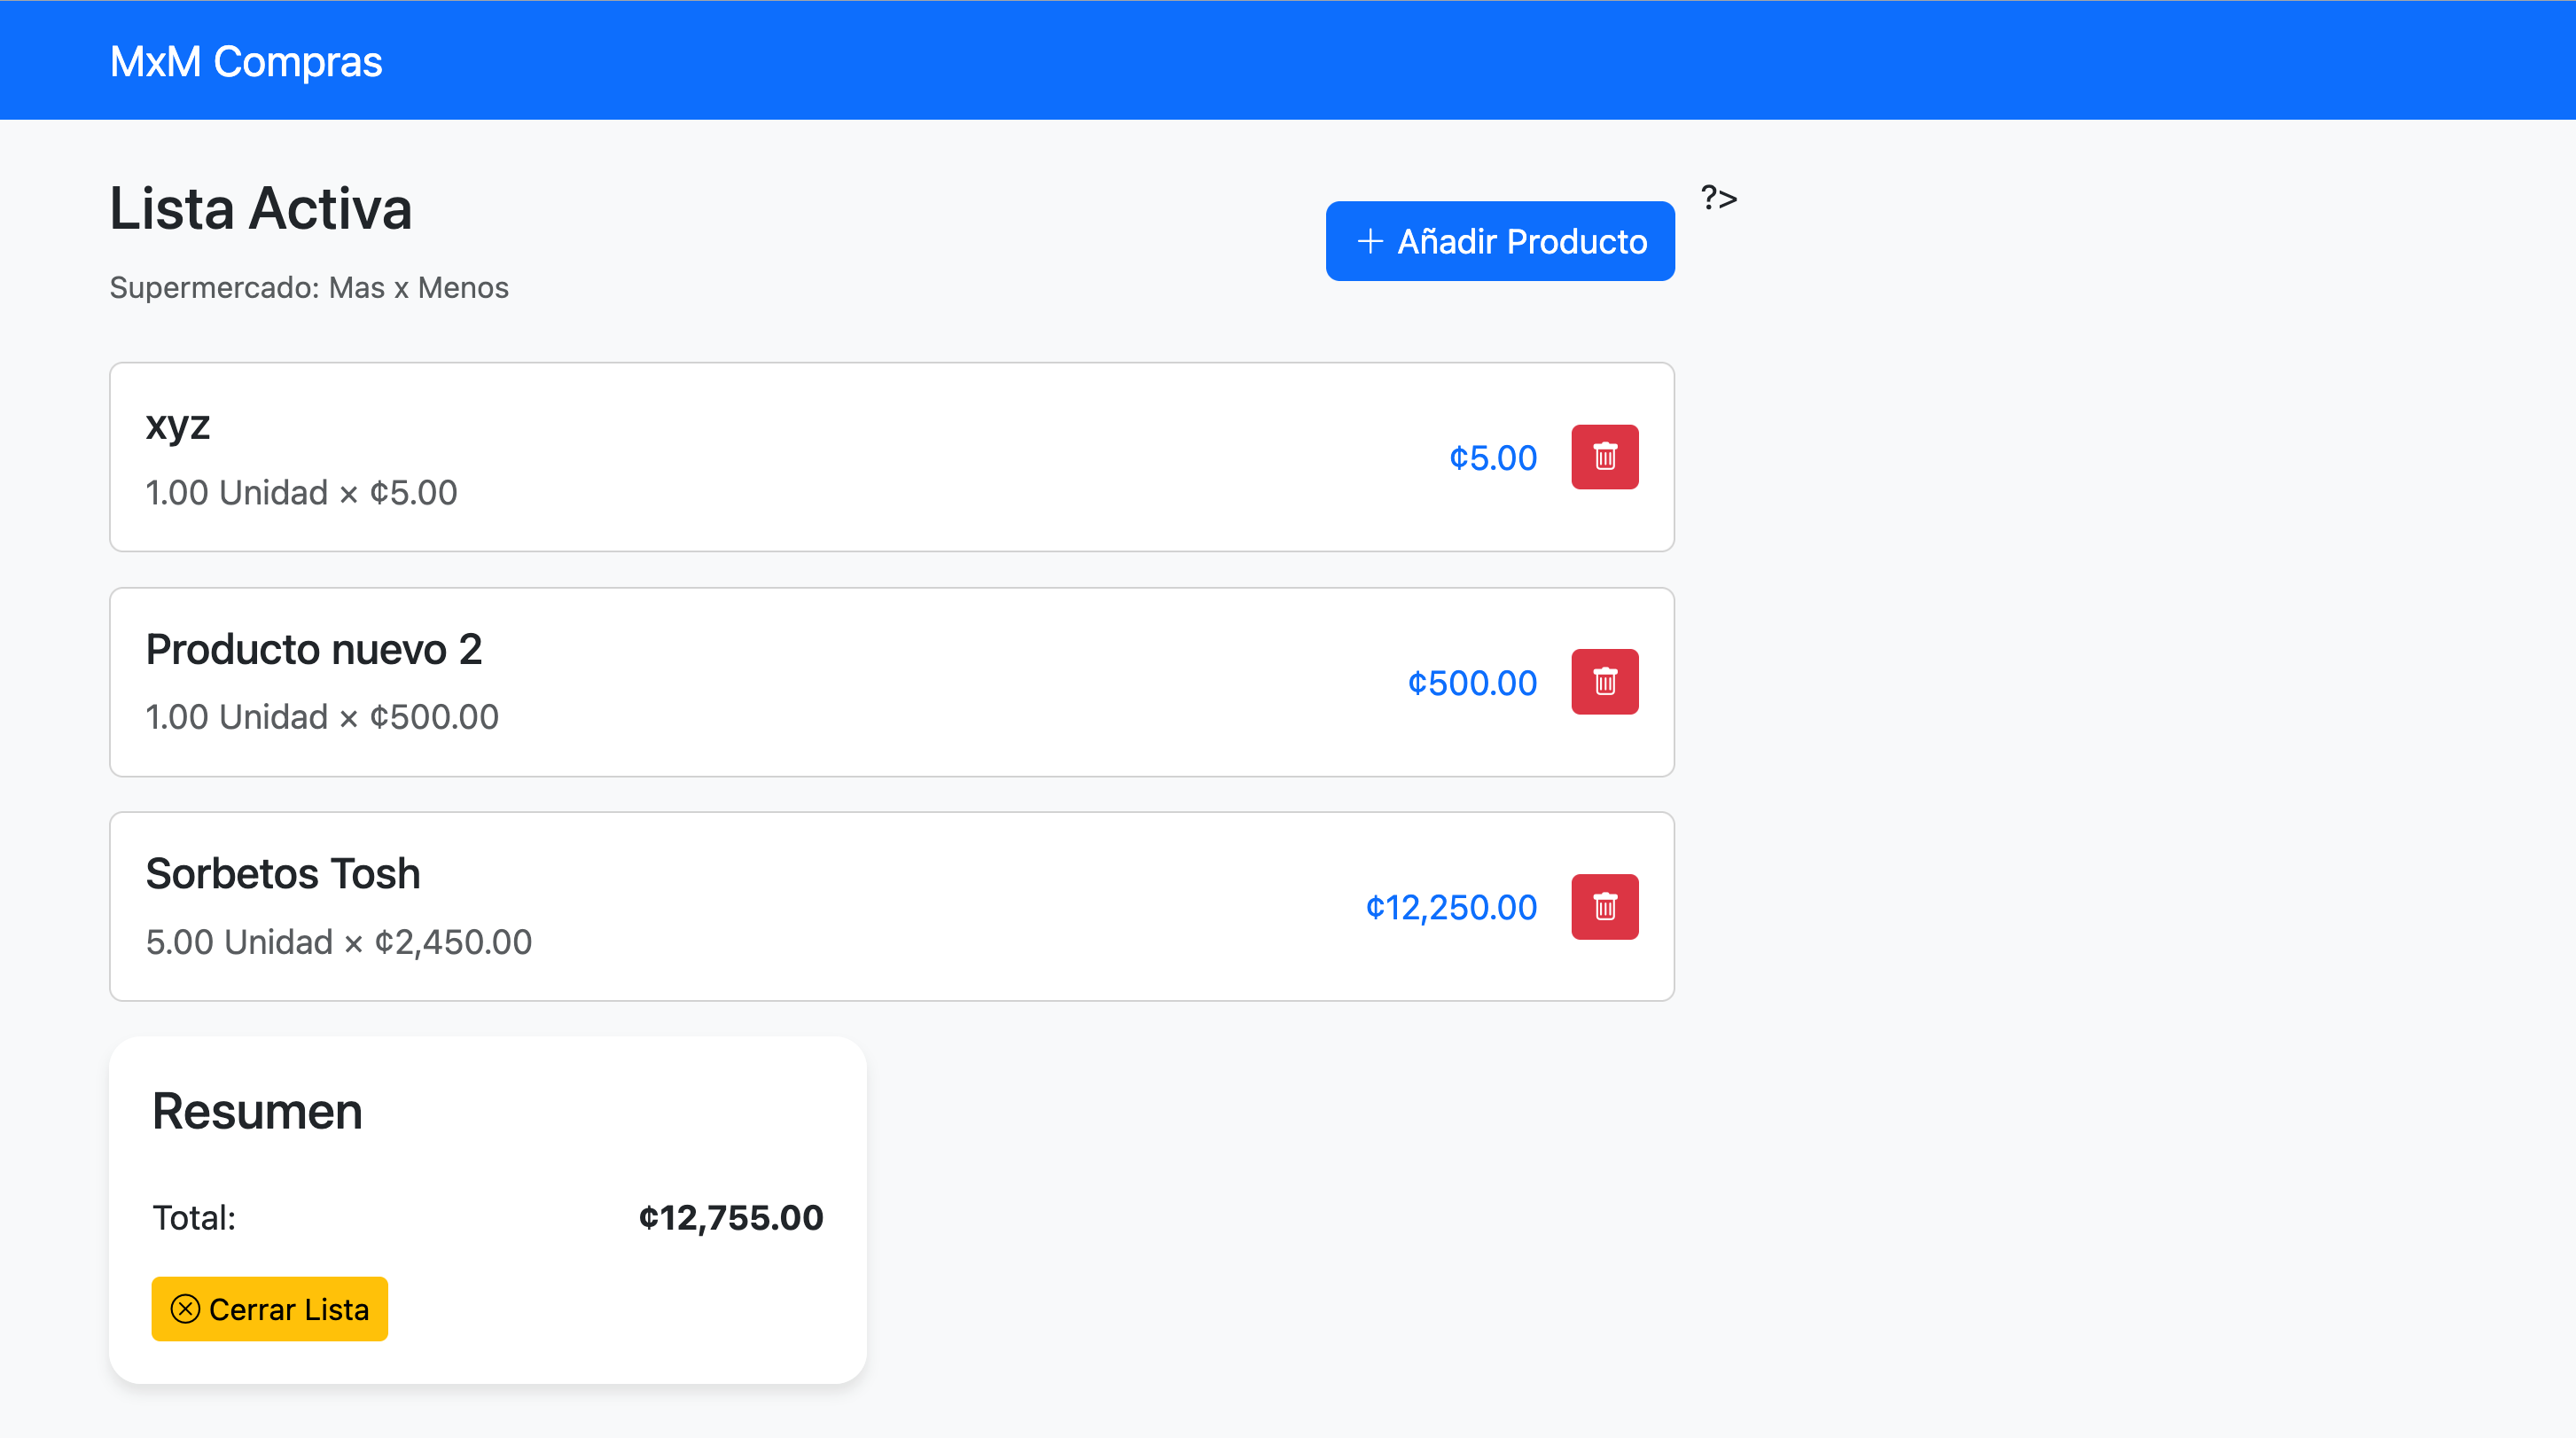 MxM Compras
Lista Activa
Supermercado: Mas x Menos
+ Añadir Producto
?>
xyz
1.00 Unidad × ₵5.00
₵5.00
Producto nuevo 2
1.00 Unidad × ₵500.00
₵500.00
Sorbetos Tosh
5.00 Unidad × ₵2,450.00
₵12,250.00
Resumen
Total:
₵12,755.00
Cerrar Lista